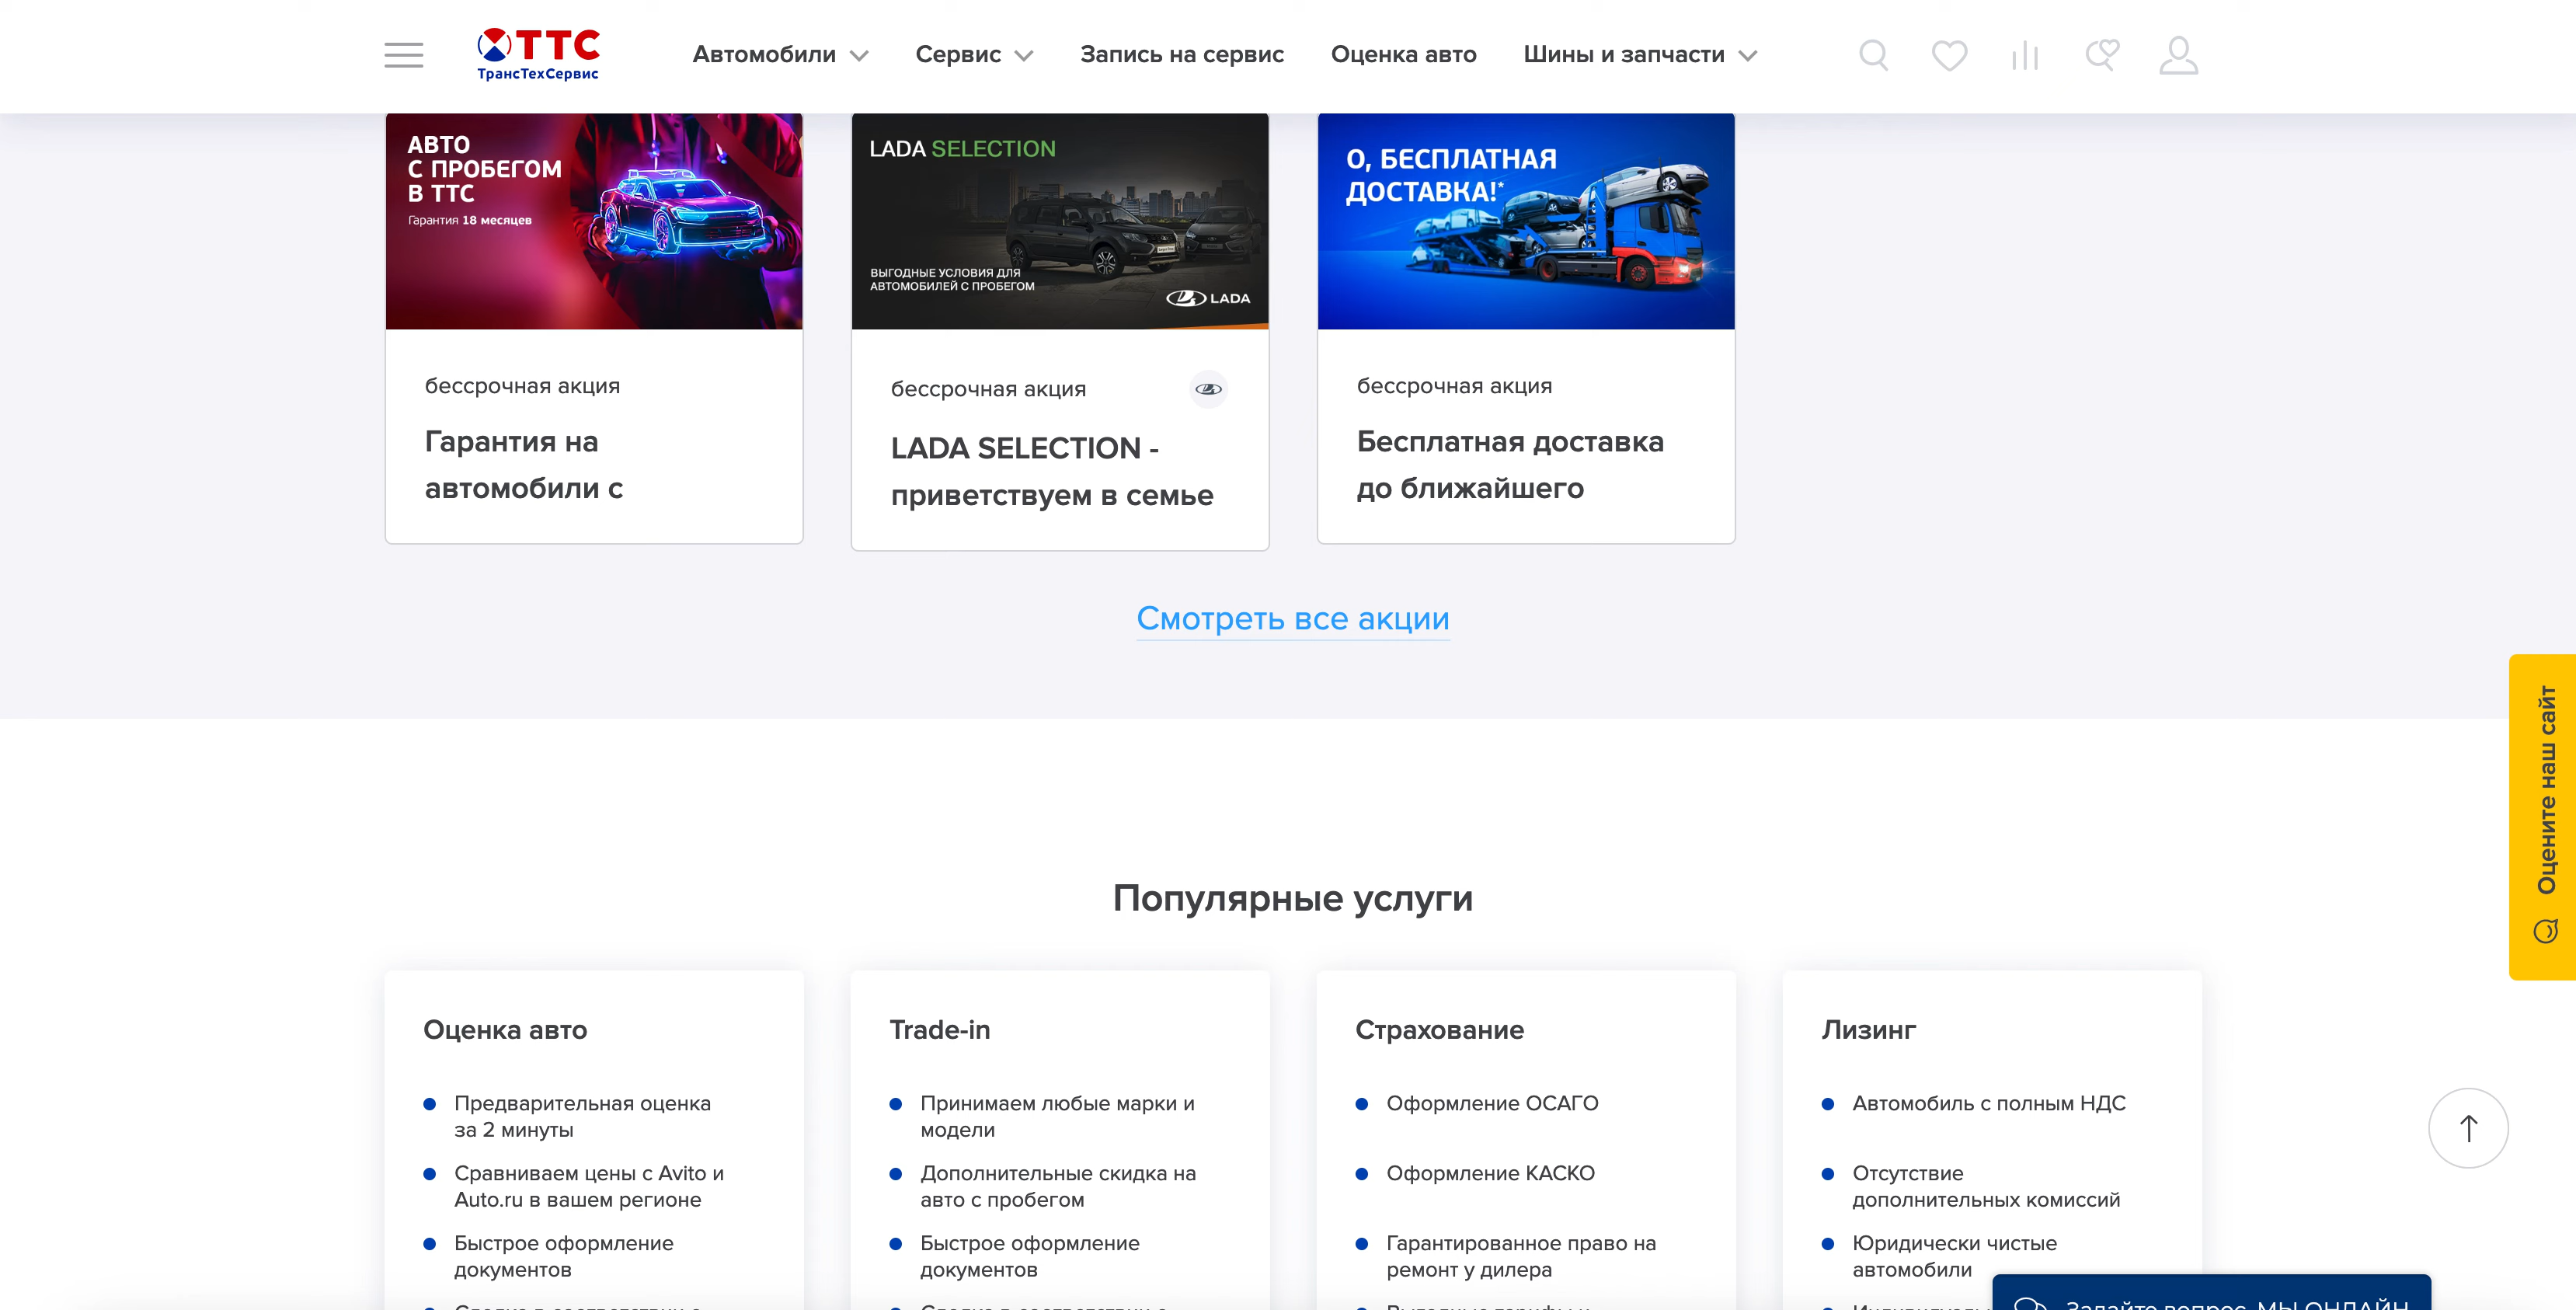 ТТС
ТрансТехСервис
Автомобили
Сервис
Запись на сервис
Оценка авто
Шины и запчасти
АВТО
С ПРОБЕГОМ
В ТТС
Гарантия 18 месяцев
бессрочная акция
Гарантия на
автомобили с
LADA SELECTION
ВЫГОДНЫЕ УСЛОВИЯ ДЛЯ
АВТОМОБИЛЕЙ С ПРОБЕГОМ
LADA
бессрочная акция
LADA SELECTION -
приветствуем в семье
О, БЕСПЛАТНАЯ
ДОСТАВКА!*
бессрочная акция
Бесплатная доставка
до ближайшего
Смотреть все акции
Оцените наш сайт
Популярные услуги
Оценка авто
Предварительная оценка
за 2 минуты
Сравниваем цены с Avito и
Auto.ru в вашем регионе
Быстрое оформление
документов
Trade-in
Принимаем любые марки и
модели
Дополнительные скидка на
авто с пробегом
Быстрое оформление
документов
Страхование
Оформление ОСАГО
Оформление КАСКО
Гарантированное право на
ремонт у дилера
Лизинг
Автомобиль с полным НДС
Отсутствие
дополнительных комиссий
Юридически чистые
автомобили
Задайте вопрос, МЫ ОНЛАЙН